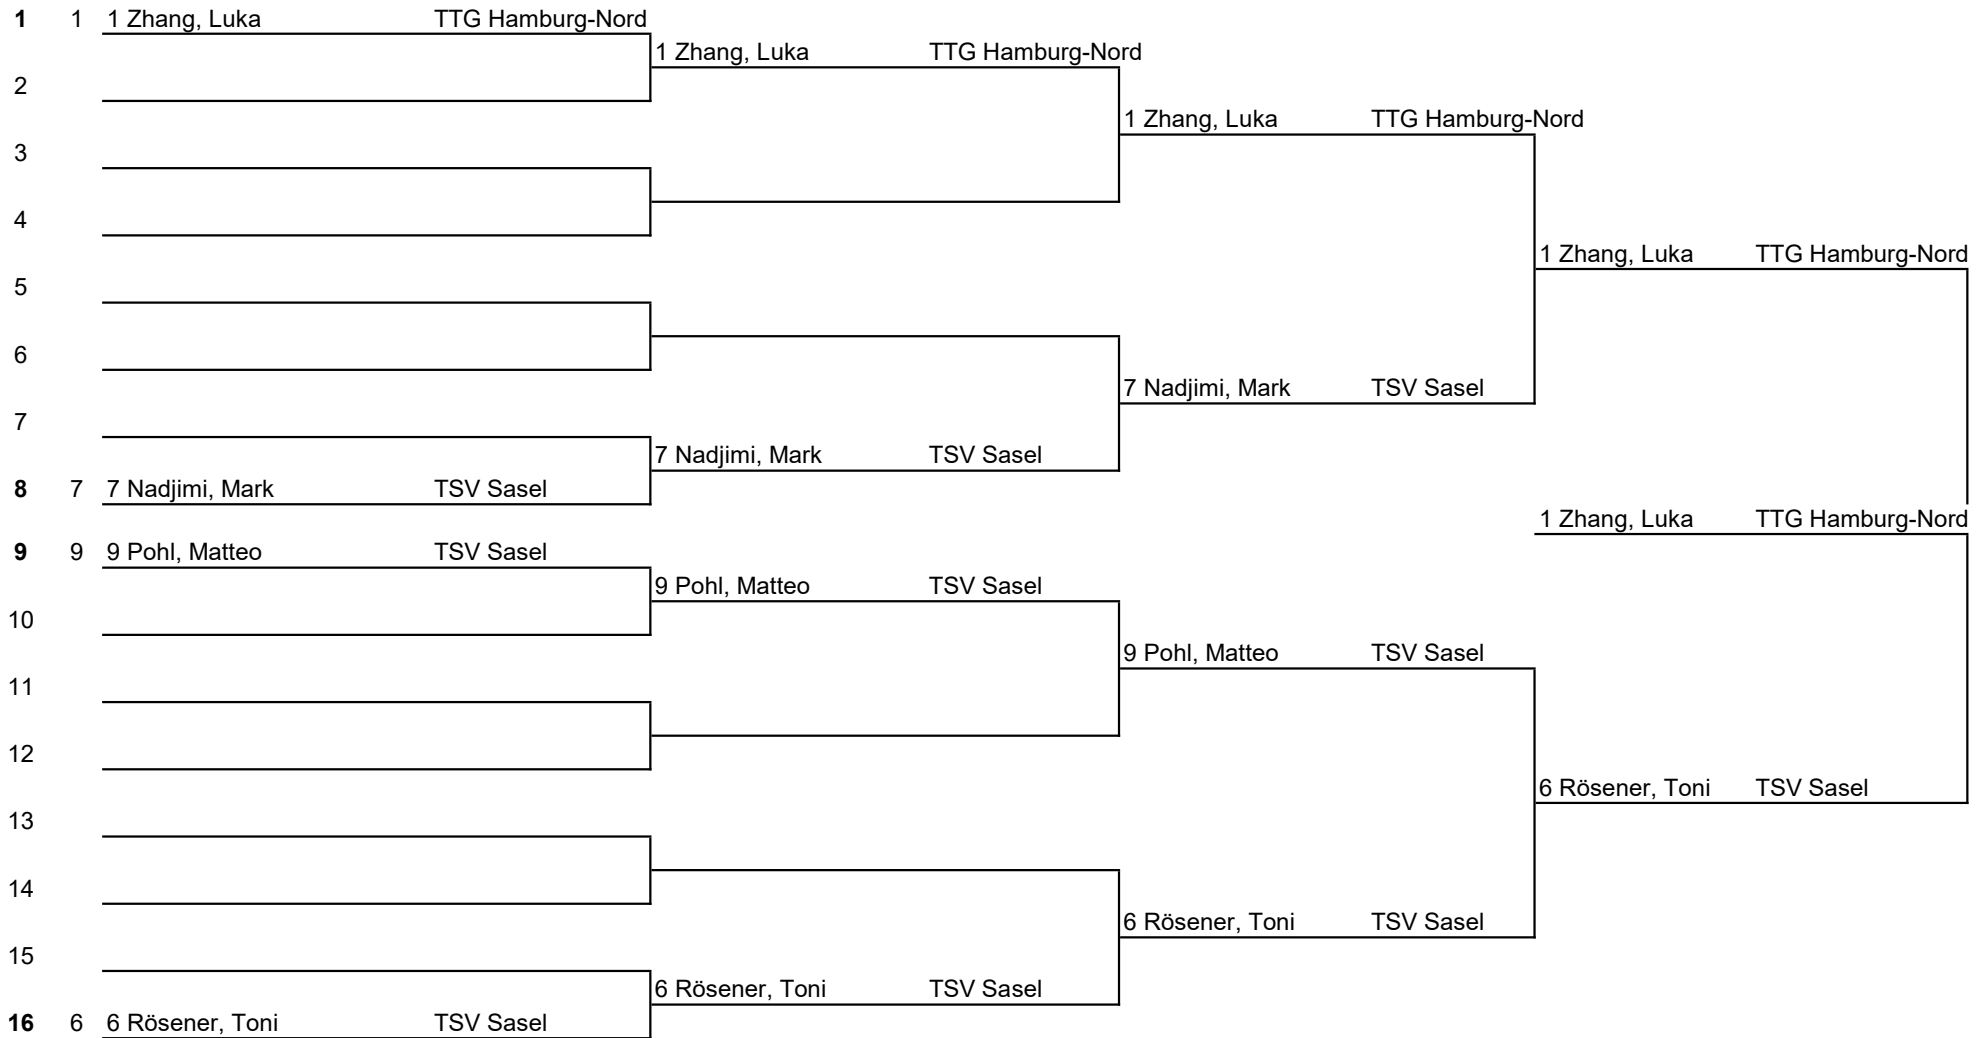 1 1 1 Zhang, Luka TTG Hamburg-Nord
1 Zhang, Luka TTG Hamburg-Nord
2
1 Zhang, Luka TTG Hamburg-Nord
3
4
1 Zhang, Luka TTG Hamburg-Nord
5
6
7 Nadjimi, Mark TSV Sasel
7
7 Nadjimi, Mark TSV Sasel
8 7 7 Nadjimi, Mark TSV Sasel
1 Zhang, Luka TTG Hamburg-Nord
9 9 9 Pohl, Matteo TSV Sasel
9 Pohl, Matteo TSV Sasel
10
9 Pohl, Matteo TSV Sasel
11
12
6 Rösener, Toni TSV Sasel
13
14
6 Rösener, Toni TSV Sasel
15
6 Rösener, Toni TSV Sasel
16 6 6 Rösener, Toni TSV Sasel